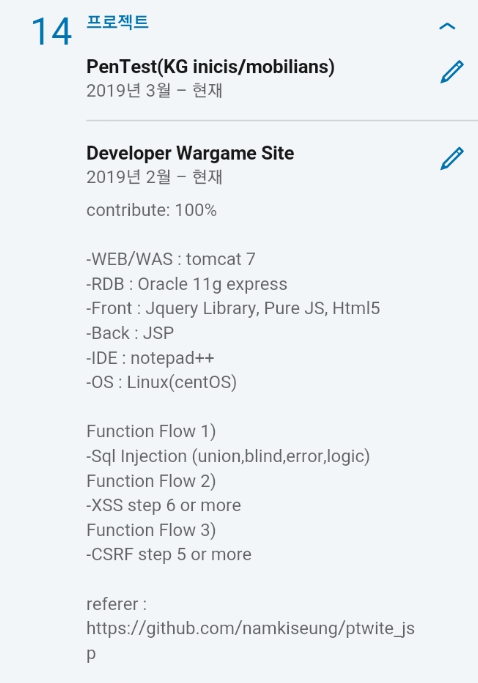 14 프로젝트
PenTest(KG inicis/mobilians)
2019년 3월 – 현재
Developer Wargame Site
2019년 2월 – 현재
contribute: 100%
-WEB/WAS : tomcat 7
-RDB : Oracle 11g express
-Front : Jquery Library, Pure JS, Html5
-Back : JSP
-IDE : notepad++
-OS : Linux(centOS)
Function Flow 1)
-Sql Injection (union,blind,error,logic)
Function Flow 2)
-XSS step 6 or more
Function Flow 3)
-CSRF step 5 or more
referer :
https://github.com/namkiseung/ptwite_js
p